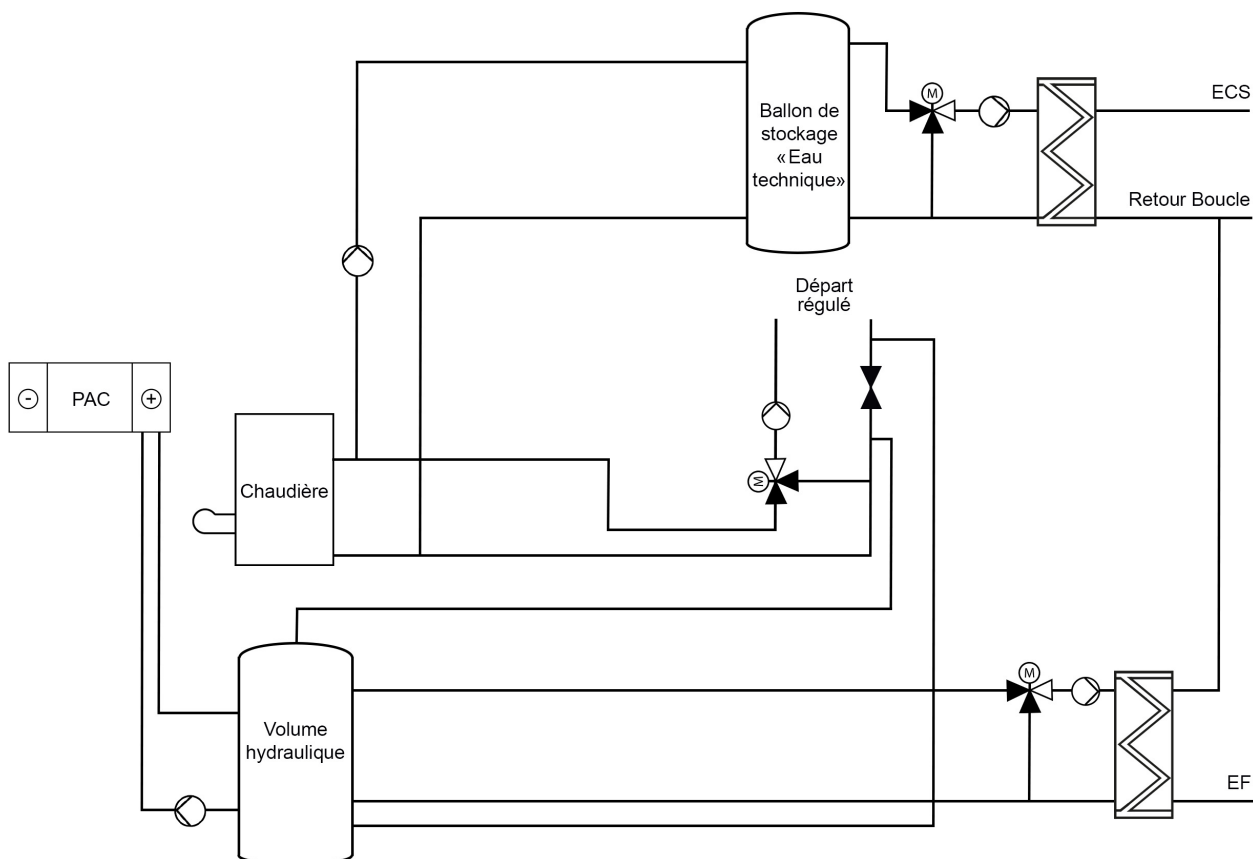 Ballon de
stockage
«Eau
technique»
M
ECS
Retour Boucle
Départ
régulé
- PAC +
Chaudière
M
Volume
hydraulique
M
EF